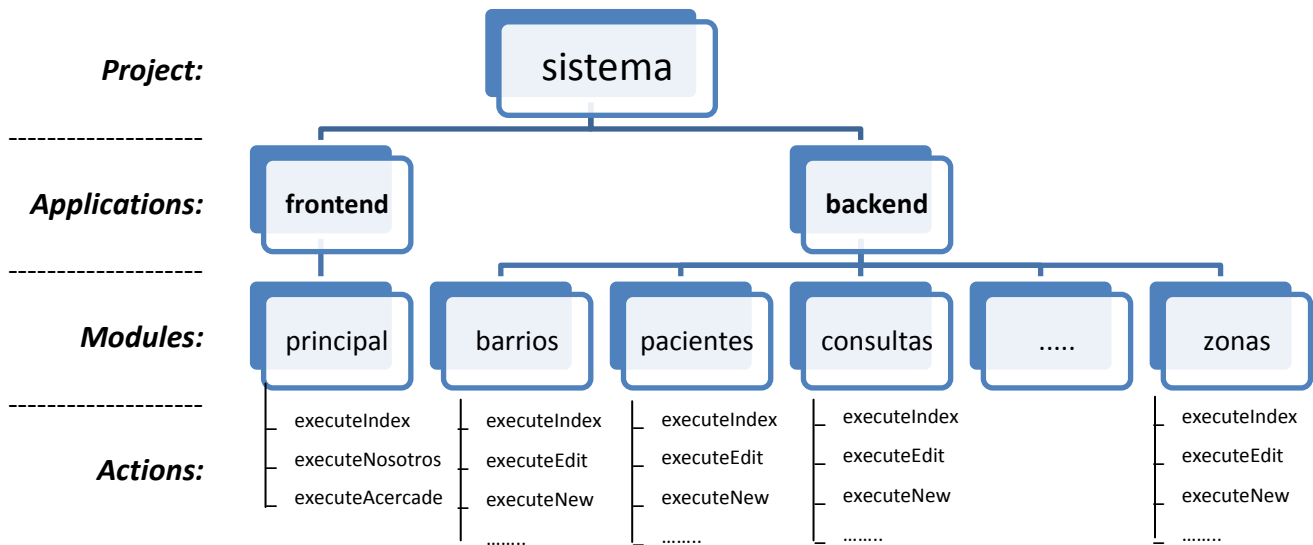 Project:
sistema
--------------------
Applications:
frontend
backend
--------------------
Modules:
principal
barrios
pacientes
consultas
.....
zonas
--------------------
Actions:
executeIndex
executeNosotros
executeAcercade
executeIndex
executeEdit
executeNew
........
executeIndex
executeEdit
executeNew
........
executeIndex
executeEdit
executeNew
........
executeIndex
executeEdit
executeNew
........